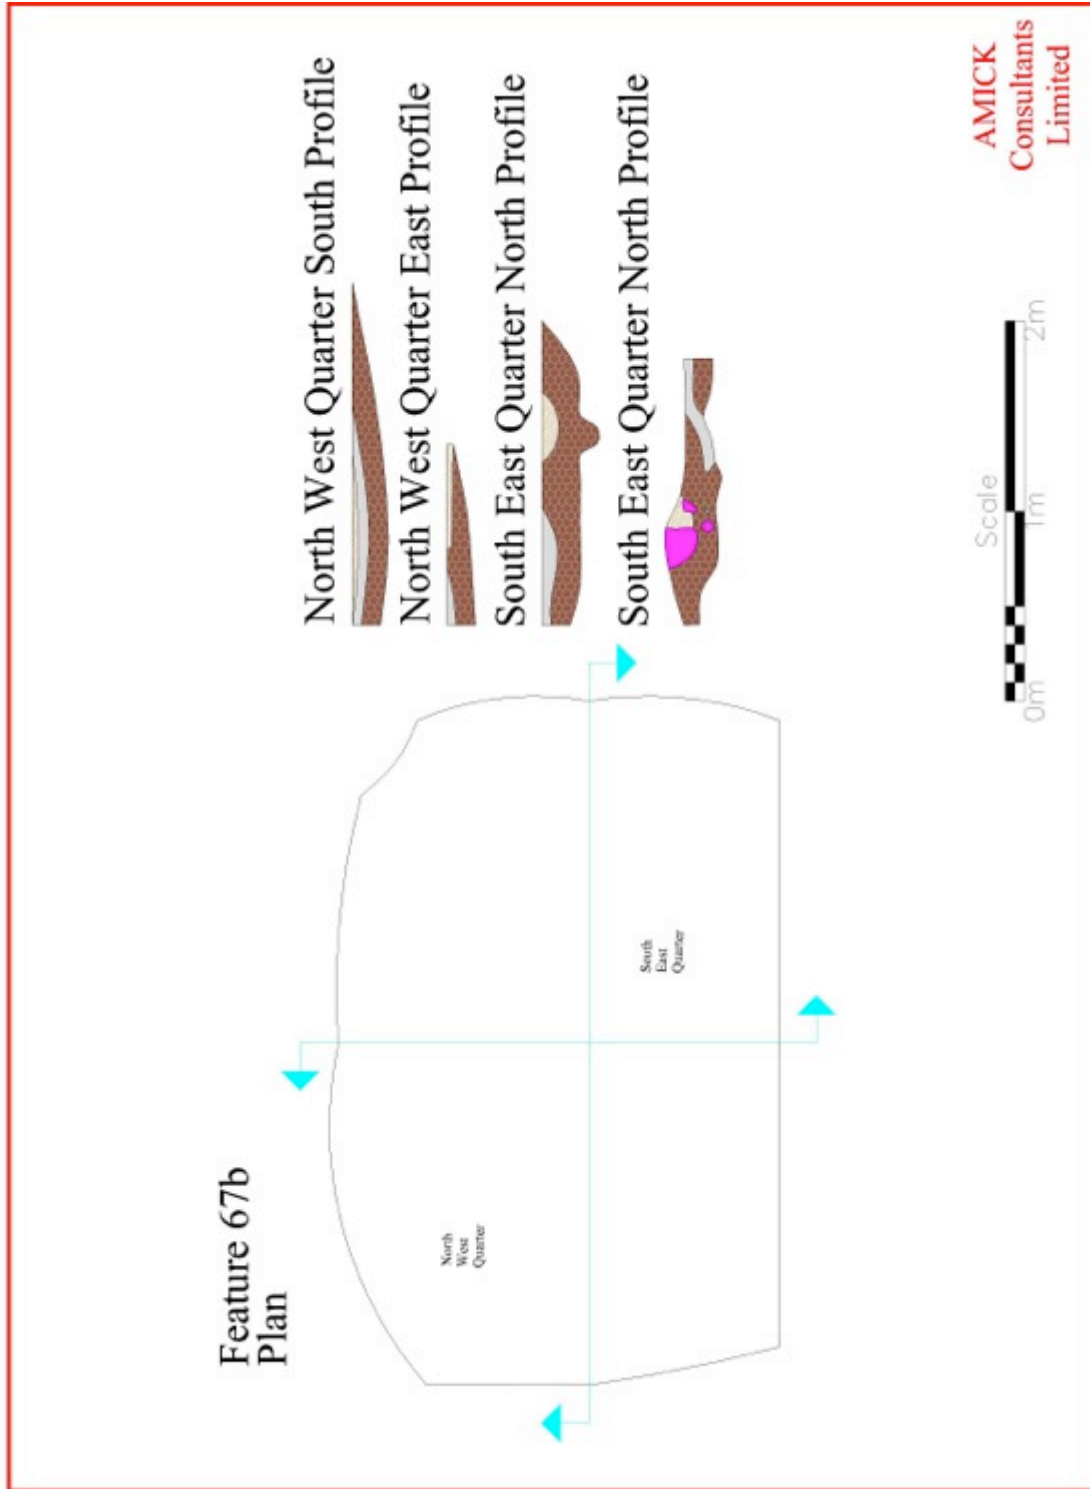 Feature 67b
Plan
North
West
Quarter
South
East
Quarter
North West Quarter South Profile
North West Quarter East Profile
South East Quarter North Profile
South East Quarter North Profile
Scale
0m 1m 2m
AMICK
Consultants
Limited